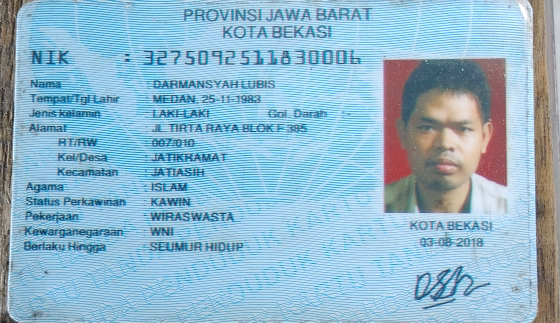 PROVINSI JAWA BARAT
KOTA BEKASI
NIK : 3275092511830006
Nama : DARMANSYAH LUBIS
Tempat/Tgl Lahir : MEDAN, 25-11-1983
Jenis kelamin : LAKI-LAKI Gol. Darah : -
Alamat : JL TIRTA RAYA BLOK F 385
RT/RW : 007/010
Kel/Desa : JATIKRAMAT
Kecamatan : JATIASIH
Agama : ISLAM
Status Perkawinan : KAWIN
Pekerjaan : WIRASWASTA
Kewarganegaraan : WNI
Berlaku Hingga : SEUMUR HIDUP
KOTA BEKASI
03-08-2018